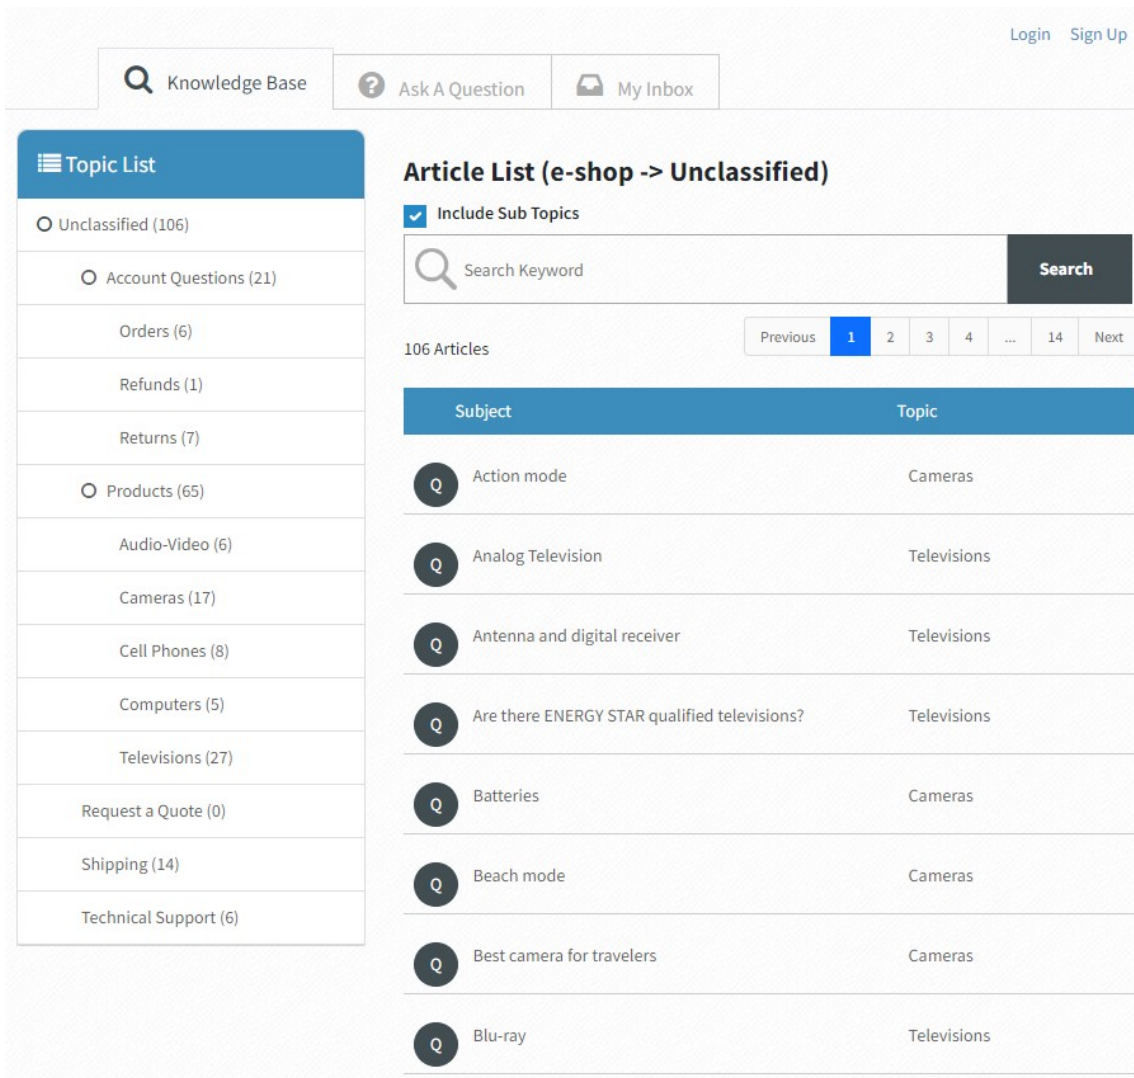 Login Sign Up
Knowledge Base Ask A Question My Inbox
Topic List
Unclassified (106)
Account Questions (21)
Orders (6)
Refunds (1)
Returns (7)
Products (65)
Audio-Video (6)
Cameras (17)
Cell Phones (8)
Computers (5)
Televisions (27)
Request a Quote (0)
Shipping (14)
Technical Support (6)
Article List (e-shop -> Unclassified)
Include Sub Topics
Search Keyword Search
106 Articles Previous 1 2 3 4 ... 14 Next
Subject Topic
Q Action mode Cameras
Q Analog Television Televisions
Q Antenna and digital receiver Televisions
Q Are there ENERGY STAR qualified televisions? Televisions
Q Batteries Cameras
Q Beach mode Cameras
Q Best camera for travelers Cameras
Q Blu-ray Televisions